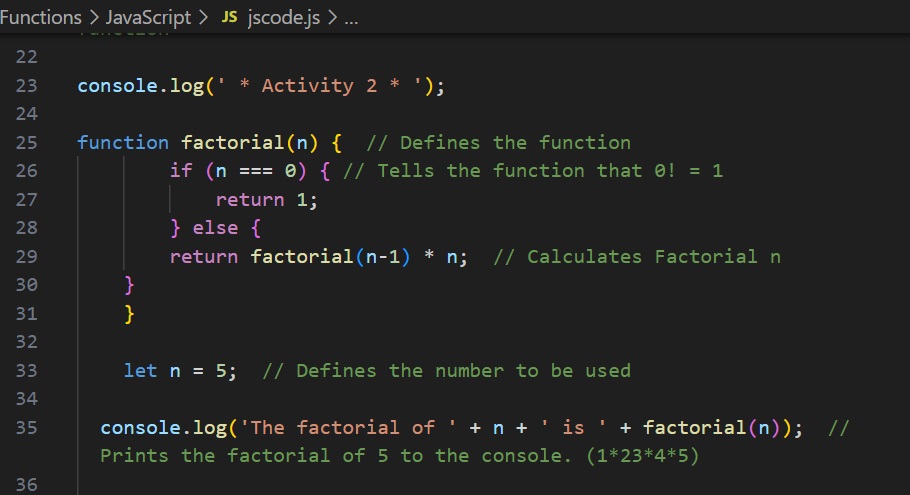 Functions > JavaScript > JS jscode.js > ...
22
23 console.log(' * Activity 2 * ');
24
25 function factorial(n) { // Defines the function
26 if (n === 0) { // Tells the function that 0! = 1
27 return 1;
28 } else {
29 return factorial(n-1) * n; // Calculates Factorial n
30 }
31 }
32
33 let n = 5; // Defines the number to be used
34
35 console.log('The factorial of ' + n + ' is ' + factorial(n)); //
Prints the factorial of 5 to the console. (1*23*4*5)
36